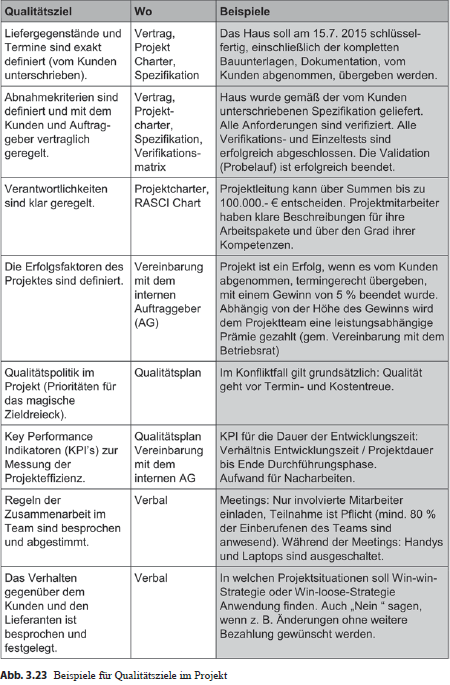 Qualitätsziel Wo Beispiele
Liefergegenstände und
Termine sind exakt
definiert (vom Kunden
unterschrieben).
Vertrag,
Projekt
Charter,
Spezifikation
Das Haus soll am 15.7. 2015 schlüssel-
fertig, einschließlich der kompletten
Bauunterlagen, Dokumentation, vom
Kunden abgenommen, übergeben werden.
Abnahmekriterien sind
definiert und mit dem
Kunden und Auftrag-
geber vertraglich
geregelt.
Vertrag,
Projekt-
charter,
Spezifikation,
Verifikations-
matrix
Haus wurde gemäß der vom Kunden
unterschriebenen Spezifikation geliefert.
Alle Anforderungen sind verifiziert. Alle
Verifikations- und Einzeltests sind
erfolgreich abgeschlossen. Die Validation
(Probelauf) ist erfolgreich beendet.
Verantwortlichkeiten
sind klar geregelt.
Projektcharter,
RASCI Chart
Projektleitung kann über Summen bis zu
100.000.- € entscheiden. Projektmitarbeiter
haben klare Beschreibungen für ihre
Arbeitspakete und über den Grad ihrer
Kompetenzen.
Die Erfolgsfaktoren des
Projektes sind definiert.
Vereinbarung
mit dem
internen
Auftraggeber
(AG)
Projekt ist ein Erfolg, wenn es vom Kunden
abgenommen, termingerecht übergeben,
mit einem Gewinn von 5 % beendet wurde.
Abhängig von der Höhe des Gewinns wird
dem Projektteam eine leistungsabhängige
Prämie gezahlt (gem. Vereinbarung mit dem
Betriebsrat)
Qualitätspolitik im
Projekt (Prioritäten für
das magische
Zieldreieck).
Qualitätsplan
Im Konfliktfall gilt grundsätzlich: Qualität
geht vor Termin- und Kostentreue.
Key Performance
Indikatoren (KPI's) zur
Messung der
Projekteffizienz.
Qualitätsplan
Vereinbarung
mit dem
internen AG
KPI für die Dauer der Entwicklungszeit:
Verhältnis Entwicklungszeit / Projektdauer
bis Ende Durchführungsphase.
Aufwand für Nacharbeiten.
Regeln der
Zusammenarbeit im
Team sind besprochen
und abgestimmt.
Verbal
Meetings: Nur involvierte Mitarbeiter
einladen, Teilnahme ist Pflicht (mind. 80 %
der Einberufenen des Teams sind
anwesend). Während der Meetings: Handys
und Laptops sind ausgeschaltet.
Das Verhalten
gegenüber dem
Kunden und den
Lieferanten ist
besprochen und
festgelegt.
Verbal
In welchen Projektsituationen soll Win-win-
Strategie oder Win-loose-Strategie
Anwendung finden. Auch „Nein “ sagen,
wenn z. B. Änderungen ohne weitere
Bezahlung gewünscht werden.
Abb. 3.23 Beispiele für Qualitätsziele im Projekt